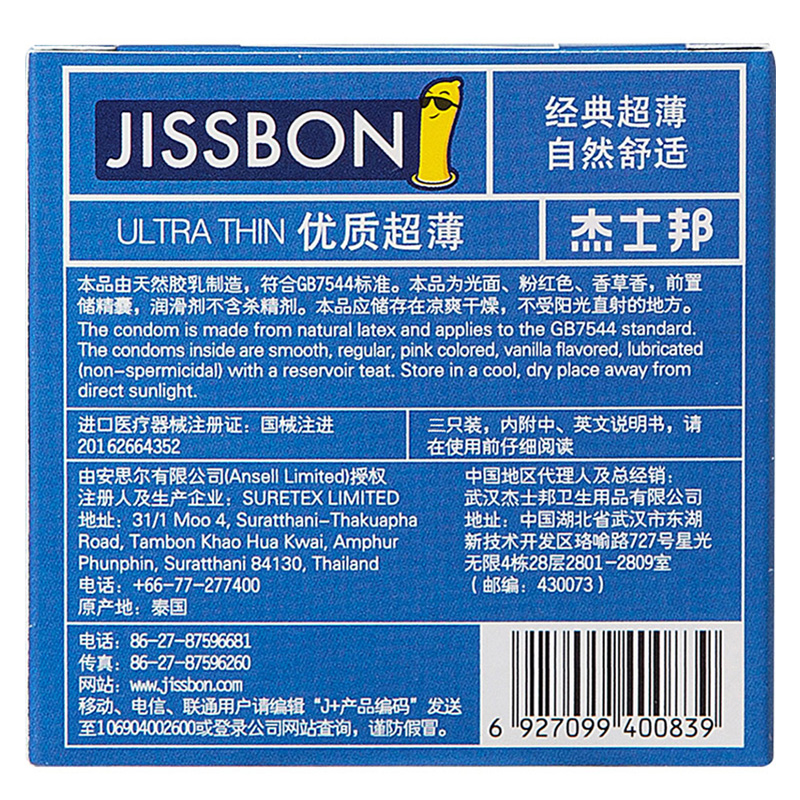 JISSBON
经典超薄
自然舒适
ULTRA THIN 优质超薄
杰士邦
本品由天然胶乳制造，符合GB7544标准。本品为光面、粉红色、香草香，前置
储精囊，润滑剂不含杀精剂。本品应储存在凉爽干燥，不受阳光直射的地方。
The condom is made from natural latex and applies to the GB7544 standard.
The condoms inside are smooth, regular, pink colored, vanilla flavored, lubricated
(non-spermicidal) with a reservoir teat. Store in a cool, dry place away from
direct sunlight.
进口医疗器械注册证：国械注进
20162664352
三只装，内附中、英文说明书，请
在使用前仔细阅读
由安思尔有限公司(Ansell Limited)授权
注册人及生产企业：SURETEX LIMITED
地址：31/1 Moo 4, Suratthani-Thakuapha
Road, Tambon Khao Hua Kwai, Amphur
Phunphin, Suratthani 84130, Thailand
电话：+66-77-277400
原产地：泰国
中国地区代理人及总经销：
武汉杰士邦卫生用品有限公司
地址：中国湖北省武汉市东湖
新技术开发区珞喻路727号星光
无限4栋28层2801-2809室
（邮编：430073）
电话：86-27-87596681
传真：86-27-87596260
网站：www.jissbon.com
移动、电信、联通用户请编辑“J+产品编码”发送
至106904002600或登录公司网站查询，谨防假冒。
6 927099 400839